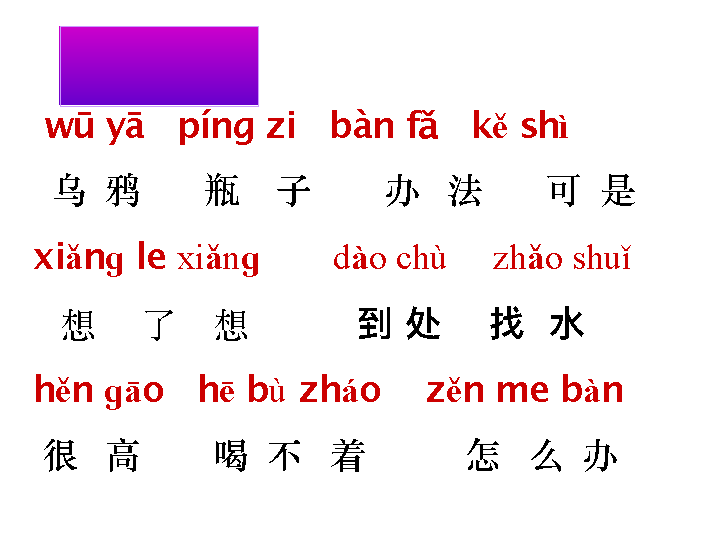 wū yā píng zi bàn fǎ kě shì
乌 鸦 瓶 子 办 法 可 是
xiǎng le xiǎng dào chù zhǎo shuǐ
想 了 想 到 处 找 水
hěn gāo hē bù zháo zěn me bàn
很 高 喝 不 着 怎 么 办